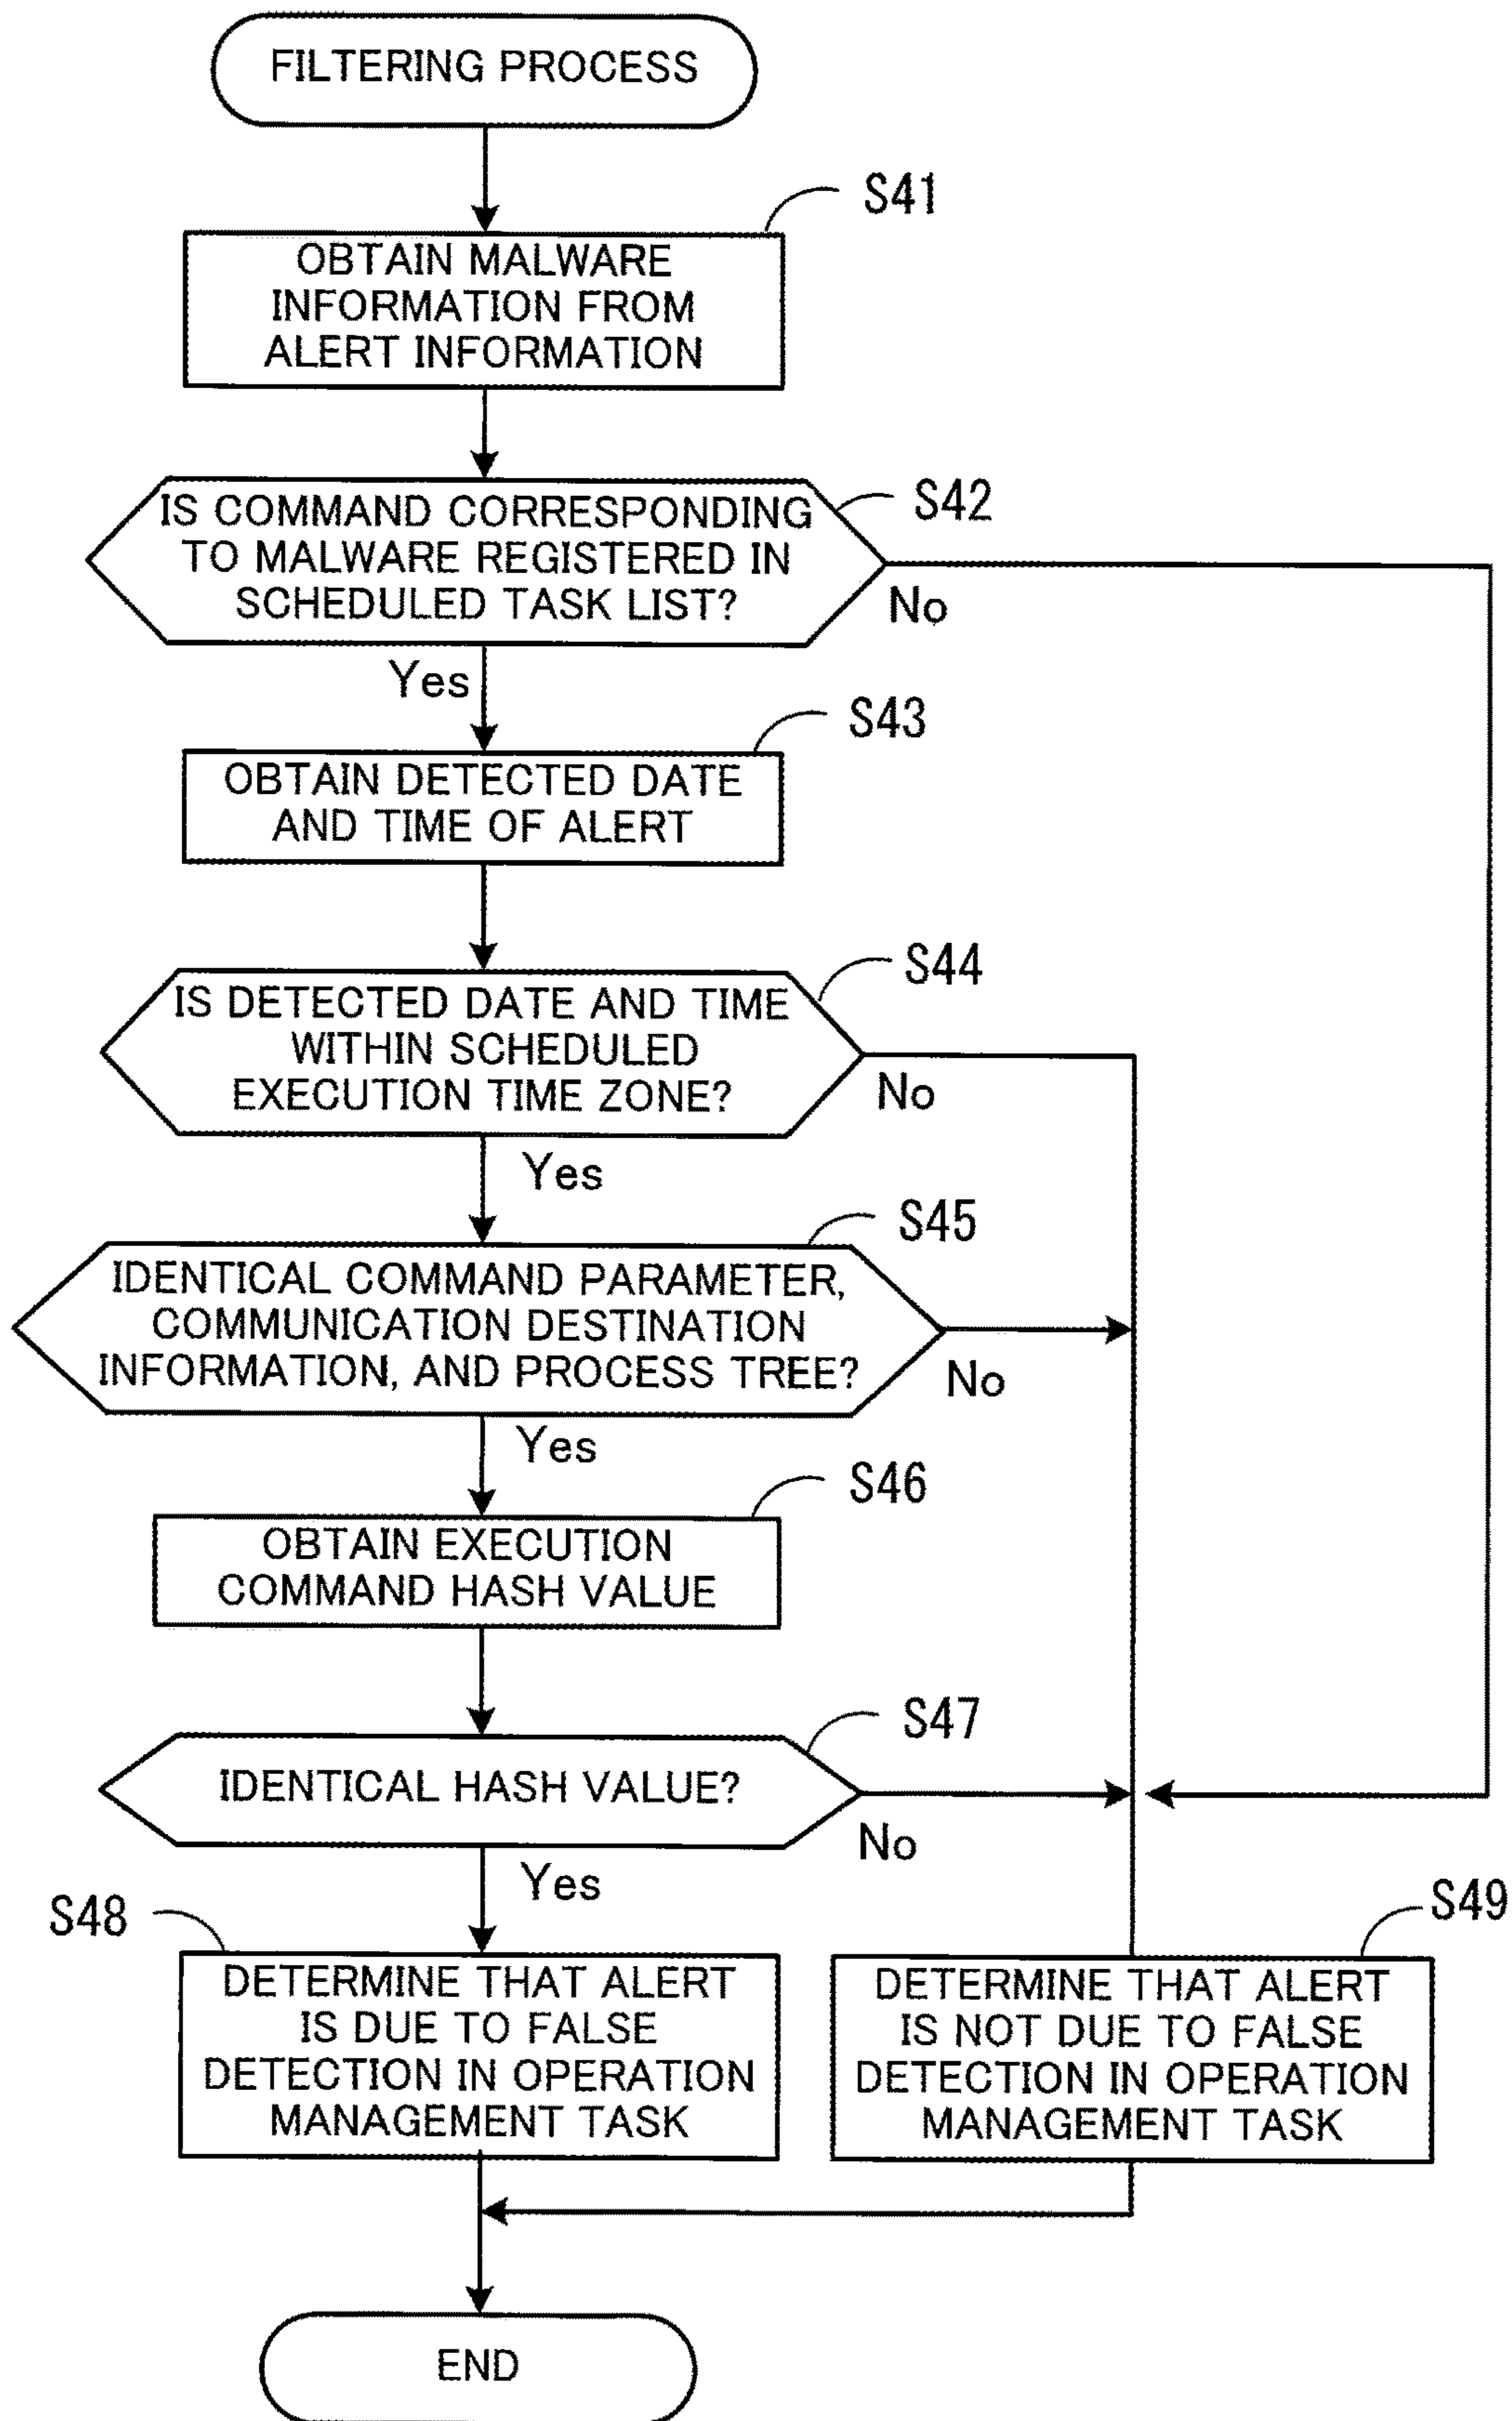 FILTERING PROCESS
S41
OBTAIN MALWARE
INFORMATION FROM
ALERT INFORMATION
S42
IS COMMAND CORRESPONDING
TO MALWARE REGISTERED IN
SCHEDULED TASK LIST?
No
Yes
S43
OBTAIN DETECTED DATE
AND TIME OF ALERT
S44
IS DETECTED DATE AND TIME
WITHIN SCHEDULED
EXECUTION TIME ZONE?
No
Yes
S45
IDENTICAL COMMAND PARAMETER,
COMMUNICATION DESTINATION
INFORMATION, AND PROCESS TREE?
No
Yes
S46
OBTAIN EXECUTION
COMMAND HASH VALUE
S47
IDENTICAL HASH VALUE?
No
Yes
S48
DETERMINE THAT ALERT
IS DUE TO FALSE
DETECTION IN OPERATION
MANAGEMENT TASK
S49
DETERMINE THAT ALERT
IS NOT DUE TO FALSE
DETECTION IN OPERATION
MANAGEMENT TASK
END